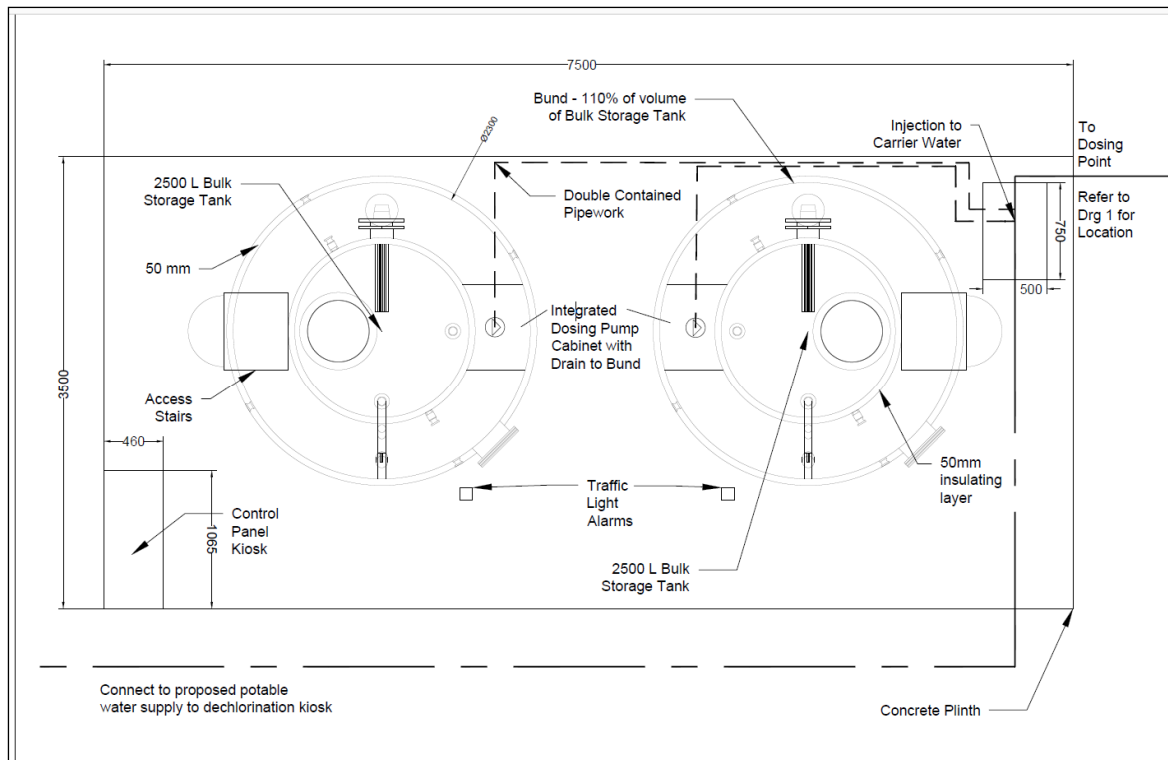 7500
Bund - 110% of volume
of Bulk Storage Tank
Ø2300
Injection to
Carrier Water
To
Dosing
Point
2500 L Bulk
Storage Tank
Double Contained
Pipework
Refer to
Drg 1 for
Location
750
500
50 mm
Integrated
Dosing Pump
Cabinet with
Drain to Bund
3500
Access
Stairs
460
50mm
insulating
layer
Traffic
Light
Alarms
Control
Panel
Kiosk
1065
2500 L Bulk
Storage Tank
Connect to proposed potable
water supply to dechlorination kiosk
Concrete Plinth